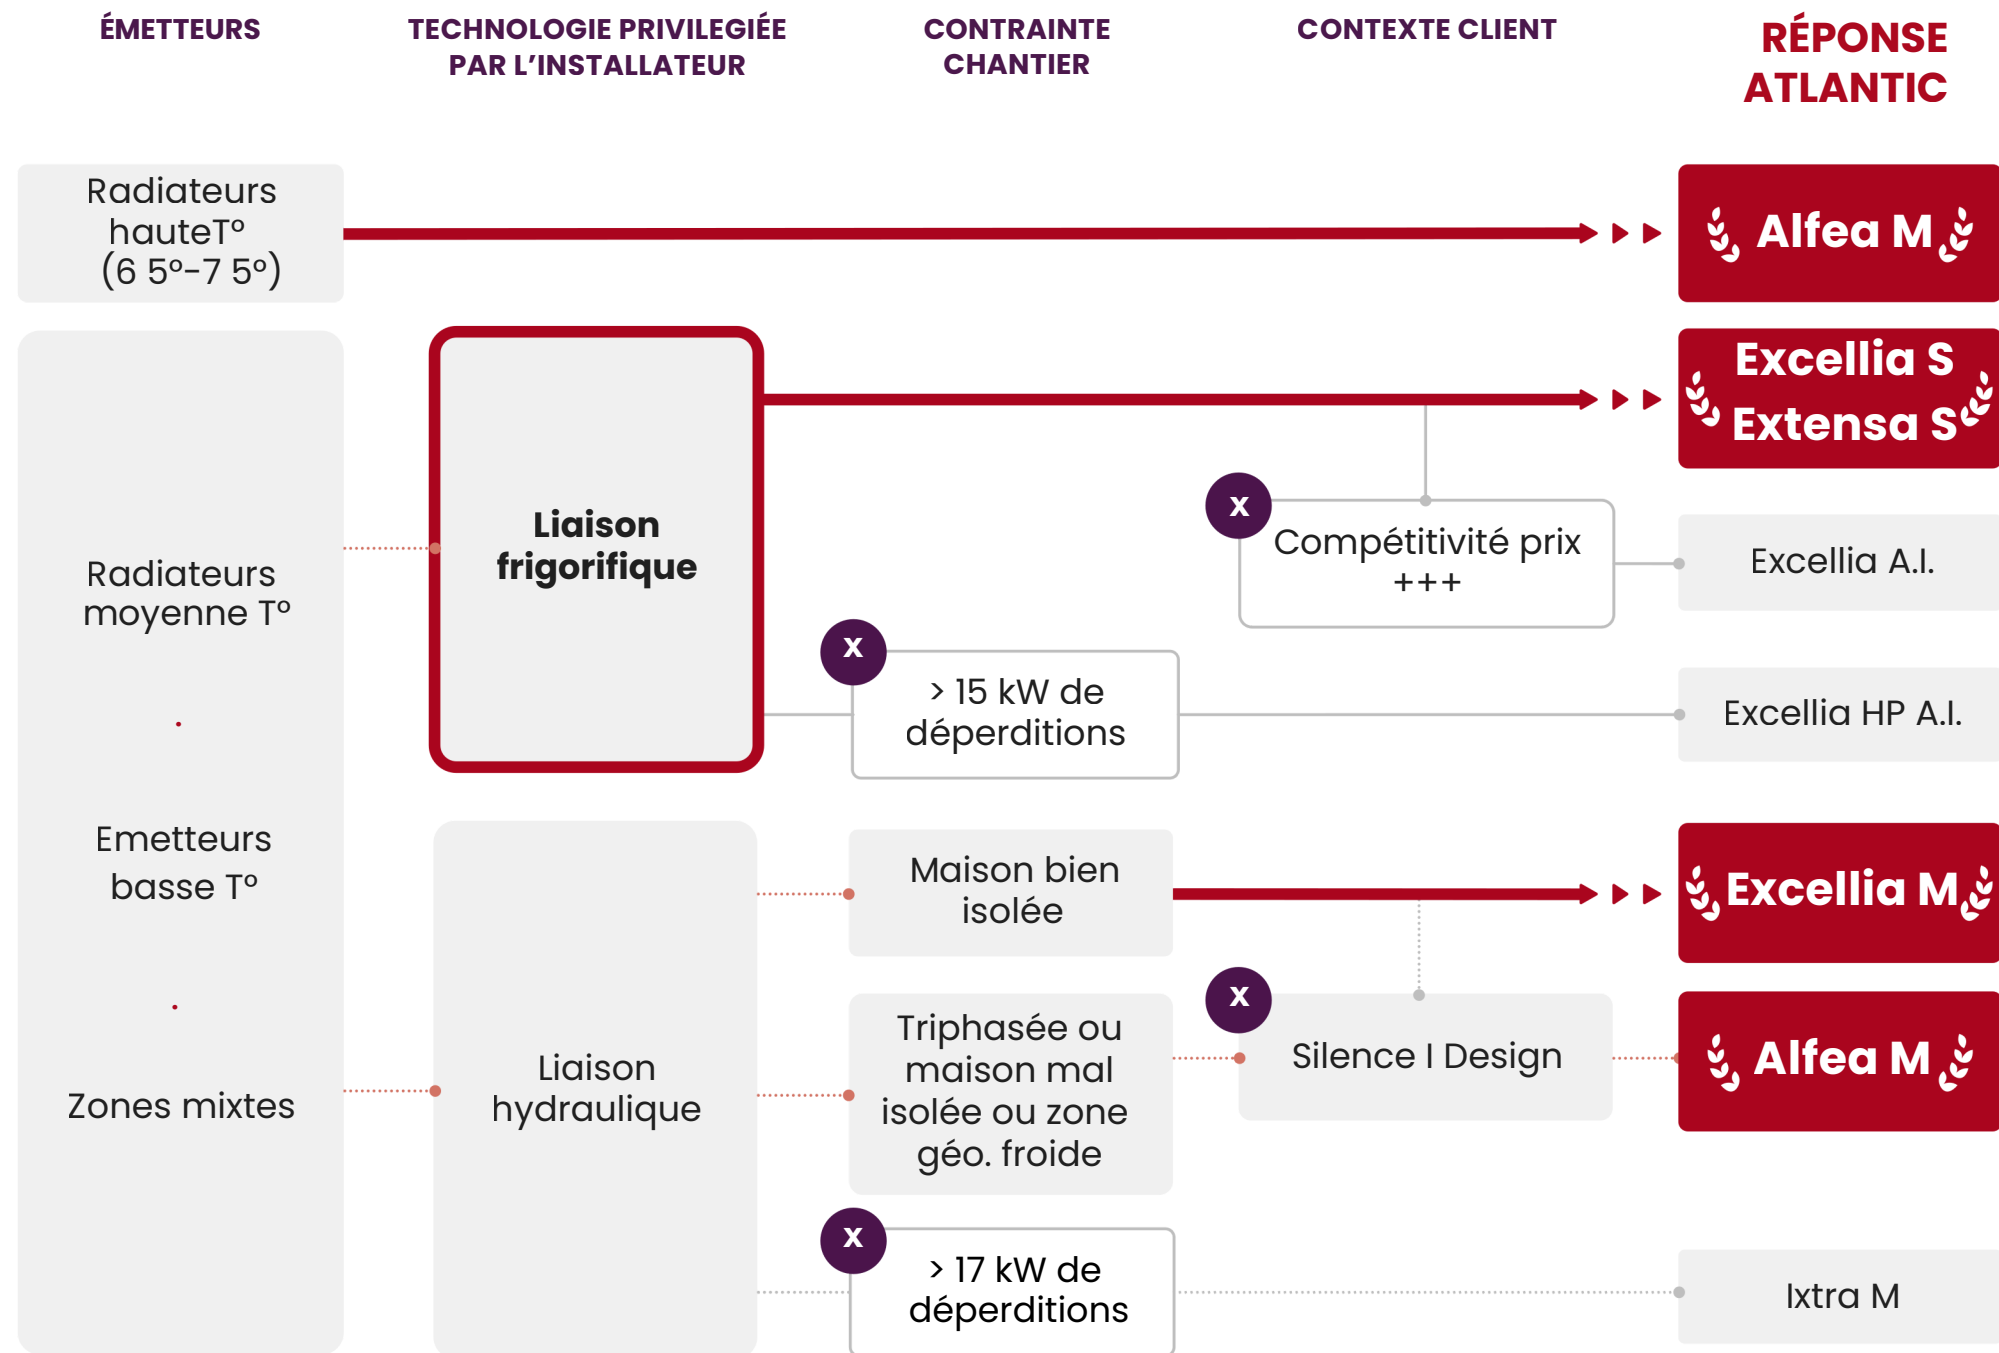 ÉMETTEURS
TECHNOLOGIE PRIVILEGIÉE
PAR L'INSTALLATEUR
CONTRAINTE
CHANTIER
CONTEXTE CLIENT
RÉPONSE
ATLANTIC
Radiateurs
hauteT°
(6 5°-7 5°)
Alfea M
Radiateurs
moyenne T°
Emetteurs
basse T°
Zones mixtes
Liaison
frigorifique
Excellia S
Extensa S
x
Compétitivité prix
+++
Excellia A.I.
x
> 15 kW de
déperditions
Excellia HP A.I.
Liaison
hydraulique
Maison bien
isolée
Excellia M
Triphasée ou
maison mal
isolée ou zone
géo. froide
x
Silence I Design
Alfea M
x
> 17 kW de
déperditions
Ixtra M